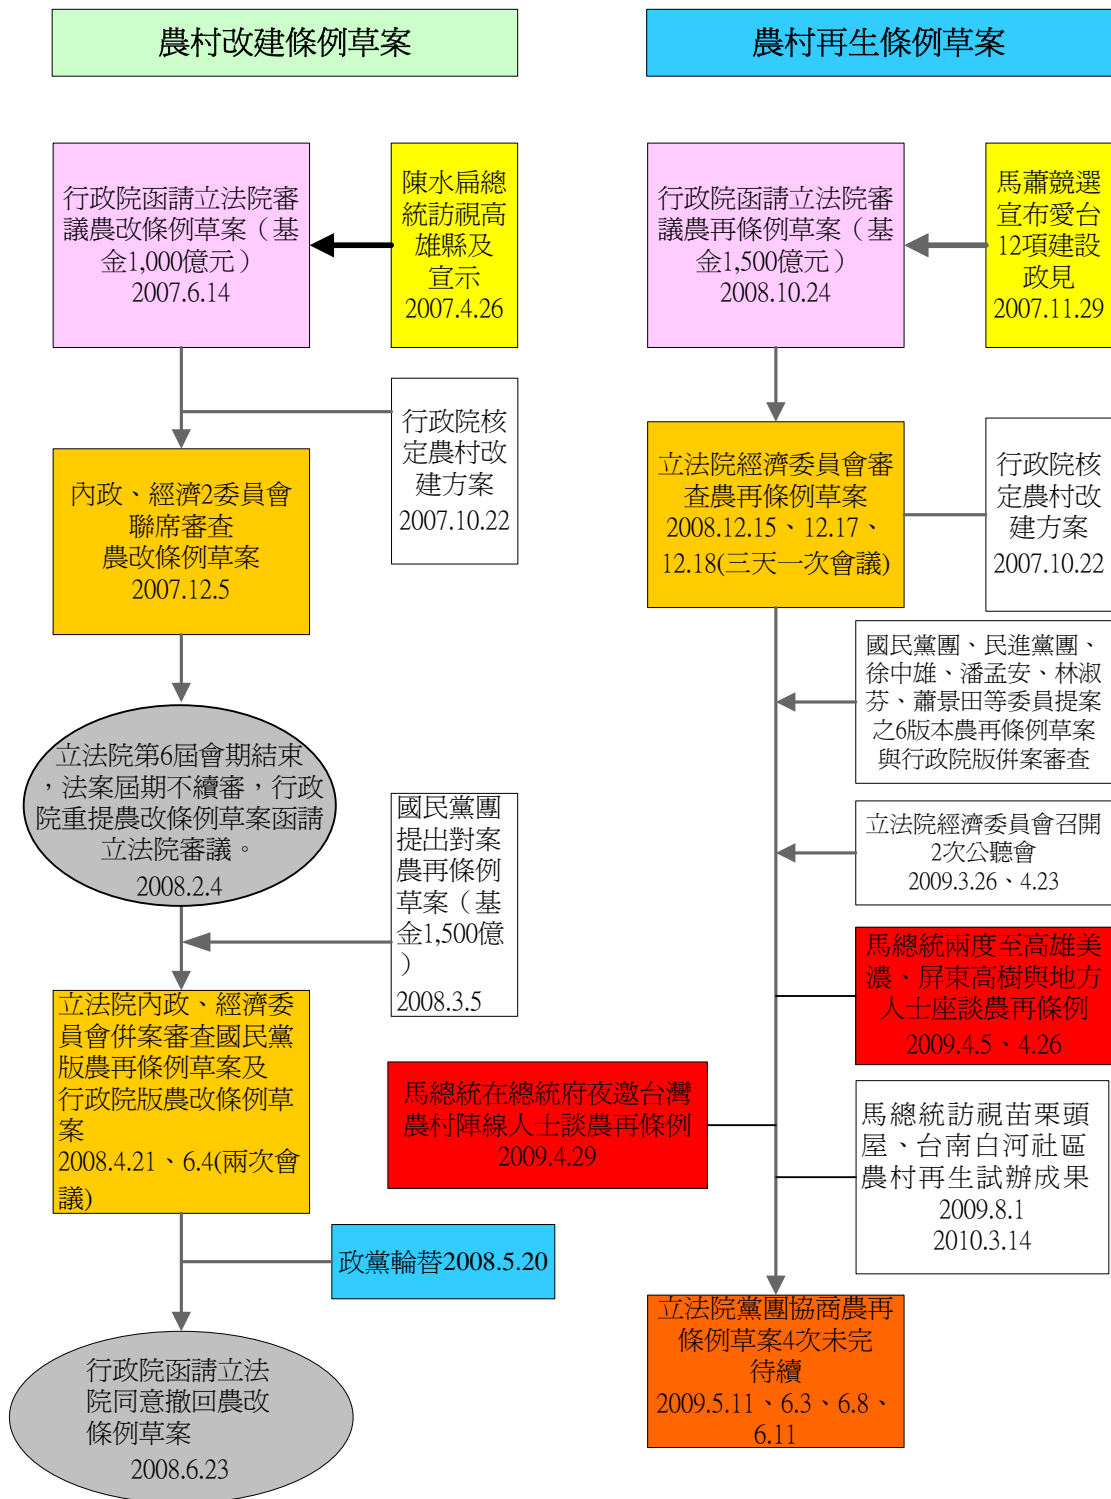 農村改建條例草案
行政院函請立法院審
議農改條例草案（基
金1,000億元）
2007.6.14
陳水扁總
統訪視高
雄縣及
宣示
2007.4.26
行政院核
定農村改
建方案
2007.10.22
內政、經濟2委員會
聯席審查
農改條例草案
2007.12.5
立法院第6屆會期結束
，法案屆期不續審，行政
院重提農改條例草案函請
立法院審議。
2008.2.4
國民黨團
提出對案
農再條例
草案（基
金1,500億
）
2008.3.5
立法院內政、經濟委
員會併案審查國民黨
版農再條例草案及
行政院版農改條例草
案
2008.4.21、6.4(兩次會
議)
政黨輪替2008.5.20
行政院函請立法
院同意撤回農改
條例草案
2008.6.23
農村再生條例草案
行政院函請立法院審
議農再條例草案（基
金1,500億元）
2008.10.24
馬蕭競選
宣布愛台
12項建設
政見
2007.11.29
立法院經濟委員會審
查農再條例草案
2008.12.15、12.17、
12.18(三天一次會議)
行政院核
定農村改
建方案
2007.10.22
國民黨團、民進黨團、
徐中雄、潘孟安、林淑
芬、蕭景田等委員提案
之6版本農再條例草案
與行政院版併案審查
立法院經濟委員會召開
2次公聽會
2009.3.26、4.23
馬總統兩度至高雄美
濃、屏東高樹與地方
人士座談農再條例
2009.4.5、4.26
馬總統在總統府夜邀台灣
農村陣線人士談農再條例
2009.4.29
馬總統訪視苗栗頭
屋、台南白河社區
農村再生試辦成果
2009.8.1
2010.3.14
立法院黨團協商農再
條例草案4次未完
待續
2009.5.11、6.3、6.8、
6.11